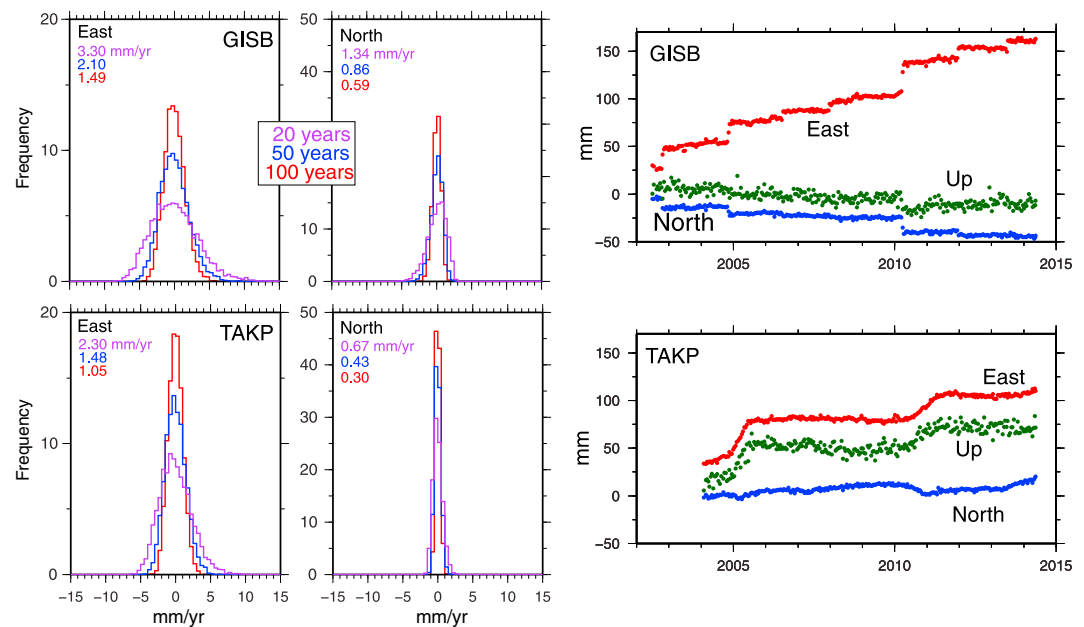 20
10
0
Frequency
East
3.30 mm/yr
2.10
1.49
GISB
50
40
30
20
10
0
North
1.34 mm/yr
0.86
0.59
20 years
50 years
100 years
20
10
0
Frequency
East
2.30 mm/yr
1.48
1.05
TAKP
−15 −10 −5 0 5 10 15
mm/yr
50
40
30
20
10
0
North
0.67 mm/yr
0.43
0.30
−15 −10 −5 0 5 10 15
mm/yr
150
100
50
0
−50
mm
GISB
East
Up
North
2005 2010 2015
150
100
50
0
−50
mm
TAKP
East
Up
North
2005 2010 2015